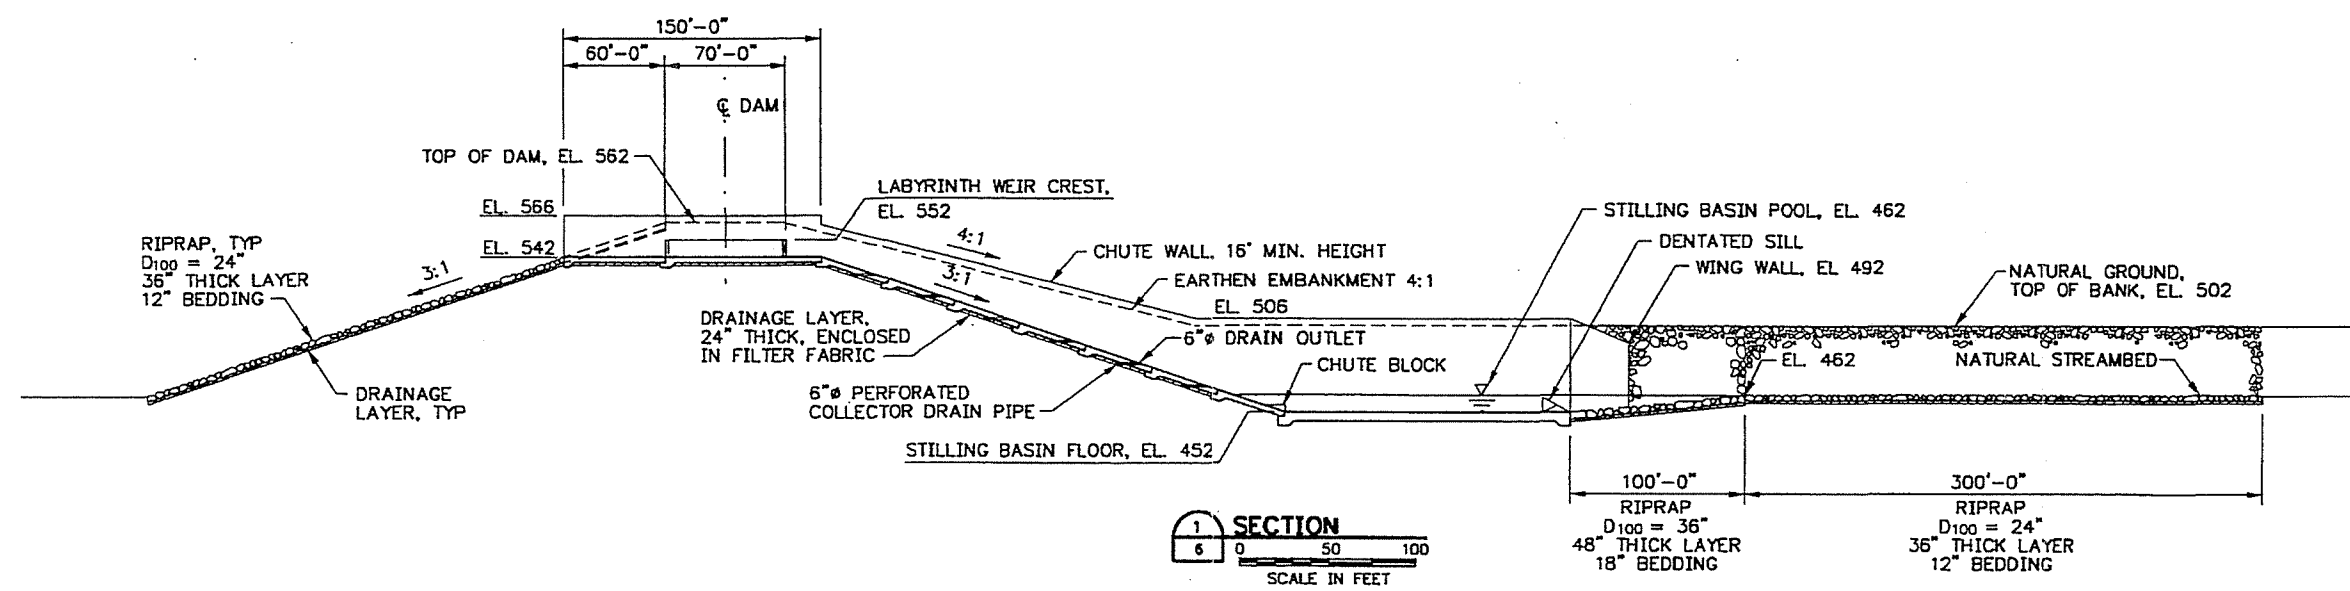 150'-0"
60'-0"
70'-0"
℄ DAM
TOP OF DAM, EL. 562
LABYRINTH WEIR CREST,
EL. 552
EL. 566
EL. 542
RIPRAP, TYP
D100 = 24"
36" THICK LAYER
12" BEDDING
3:1
4:1
3:1
CHUTE WALL, 16' MIN. HEIGHT
EARTHEN EMBANKMENT 4:1
EL. 506
STILLING BASIN POOL, EL. 462
DENTATED SILL
WING WALL, EL 492
NATURAL GROUND,
TOP OF BANK, EL. 502
DRAINAGE LAYER,
24" THICK, ENCLOSED
IN FILTER FABRIC
6"ø DRAIN OUTLET
CHUTE BLOCK
EL. 462
NATURAL STREAMBED
DRAINAGE
LAYER, TYP
6"ø PERFORATED
COLLECTOR DRAIN PIPE
STILLING BASIN FLOOR, EL. 452
100'-0"
RIPRAP
D100 = 36"
48" THICK LAYER
18" BEDDING
300'-0"
RIPRAP
D100 = 24"
36" THICK LAYER
12" BEDDING
1
6
SECTION
0 50 100
SCALE IN FEET